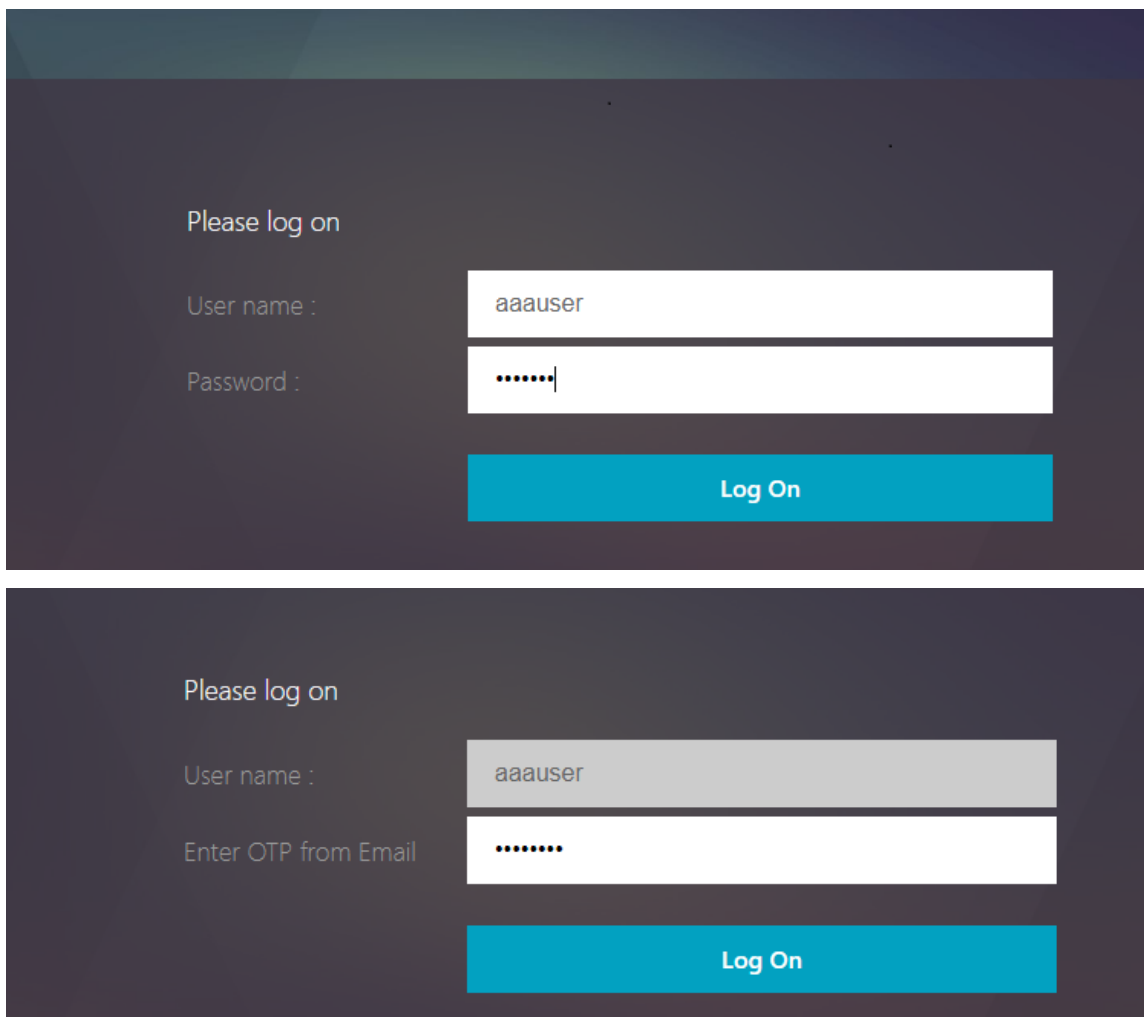 Please log on
User name :
aaauser
Password :
•••••••
Log On
Please log on
User name :
aaauser
Enter OTP from Email
••••••••
Log On